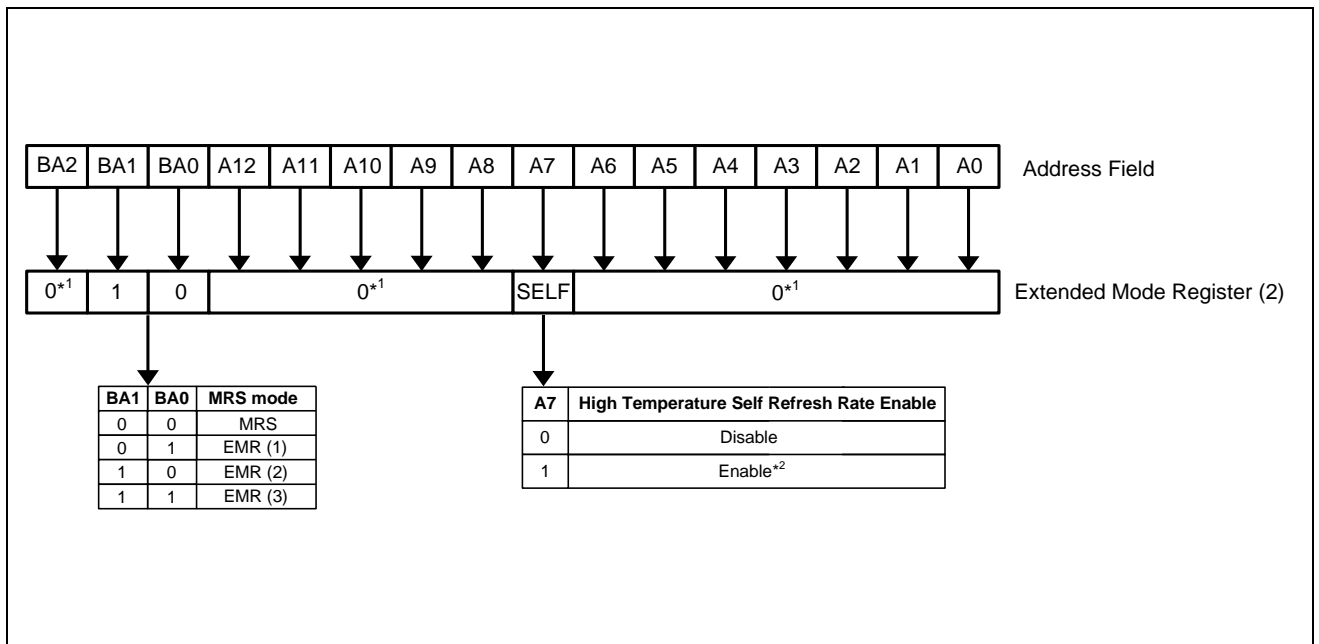 BA2 BA1 BA0 A12 A11 A10 A9 A8 A7 A6 A5 A4 A3 A2 A1 A0 Address Field
0*1 1 0 0*1 SELF 0*1 Extended Mode Register (2)
BA1 BA0 MRS mode
0 0 MRS
0 1 EMR (1)
1 0 EMR (2)
1 1 EMR (3)
A7 High Temperature Self Refresh Rate Enable
0 Disable
1 Enable*2